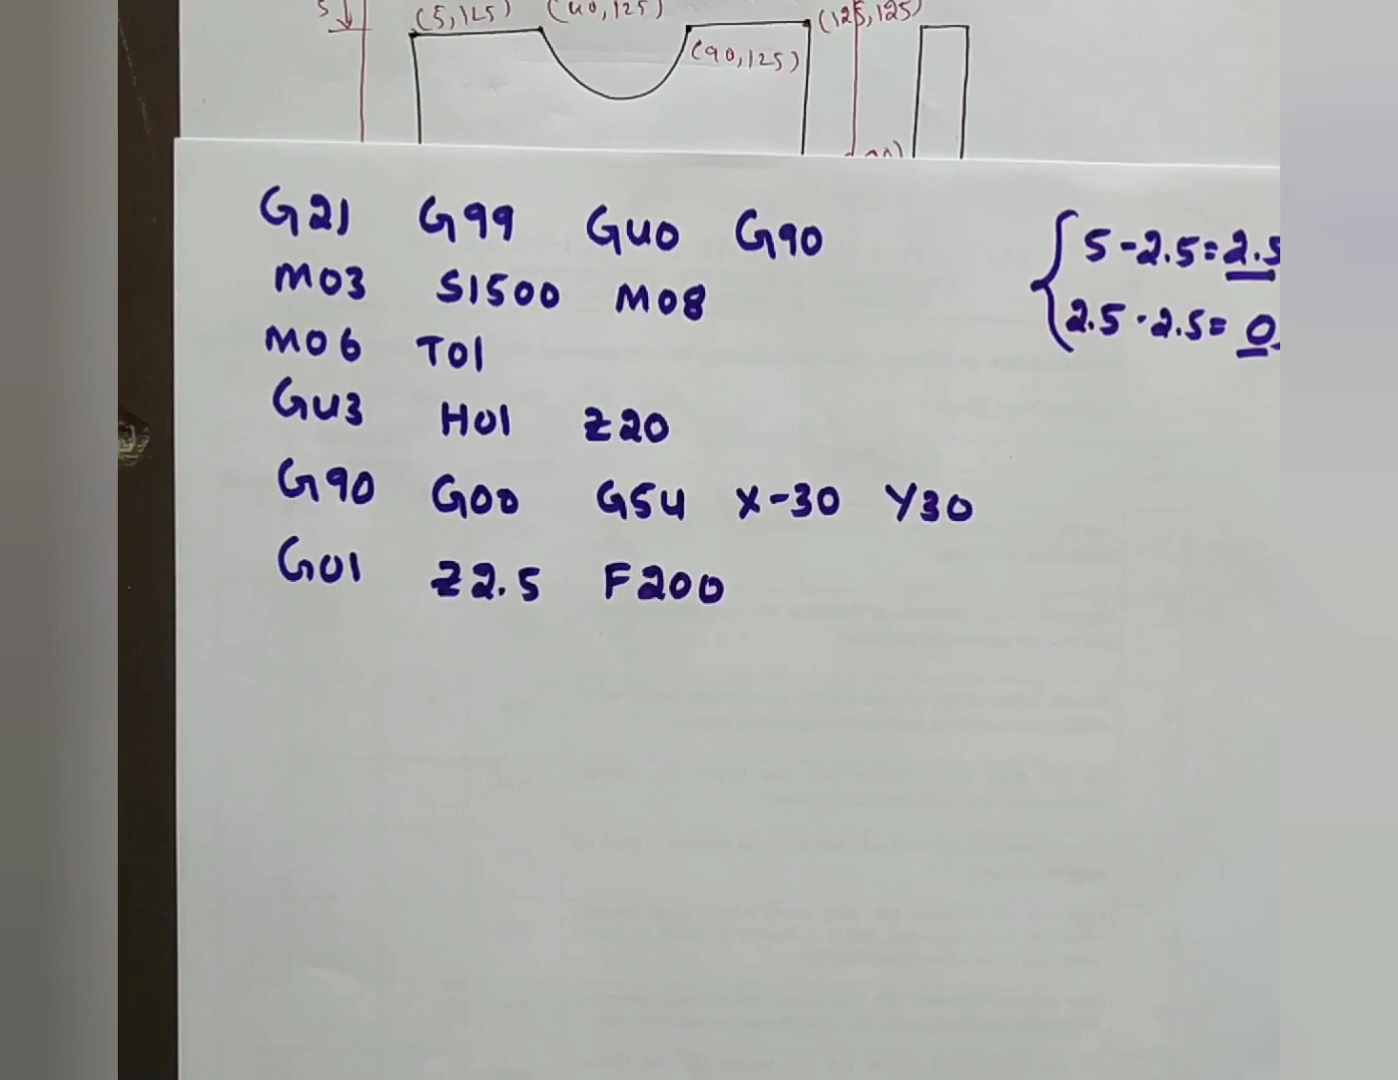 5
(5,125) (40,125) (125,125)
(90,125)
G21 G99 G40 G90
M03 S1500 M08
M06 T01
G43 H01 Z20
G90 G00 G54 X-30 Y30
G01 Z2.5 F200
5-2.5=2.5
2.5-2.5=0.